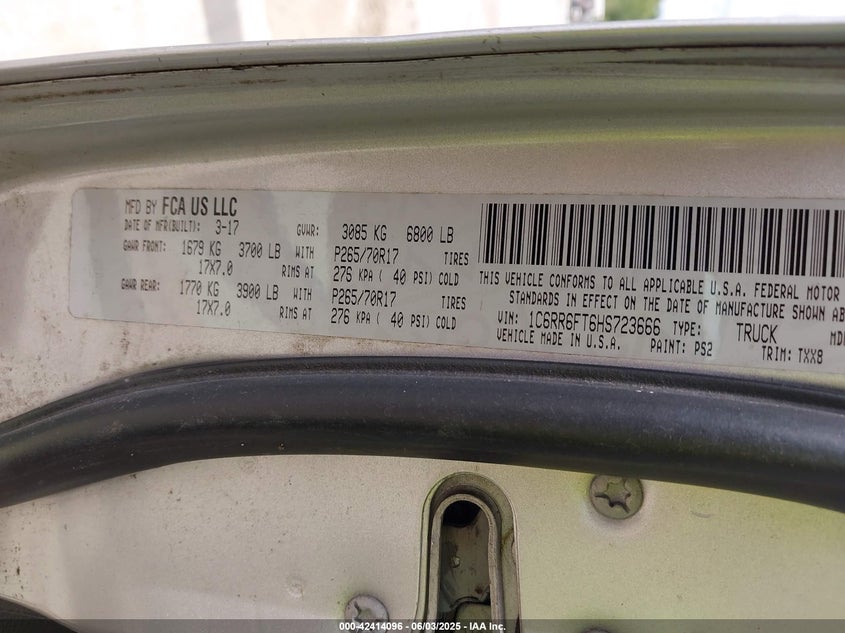 MFD BY FCA US LLC
DATE OF MFR(BUILT): 3-17 GVWR: 3085 KG 6800 LB
GAWR FRONT: 1679 KG 3700 LB WITH P265/70R17 TIRES
17X7.0 RIMS AT 276 KPA ( 40 PSI) COLD
GAWR REAR: 1770 KG 3900 LB WITH P265/70R17 TIRES
17X7.0 RIMS AT 276 KPA ( 40 PSI) COLD
THIS VEHICLE CONFORMS TO ALL APPLICABLE U.S.A. FEDERAL MOTOR
STANDARDS IN EFFECT ON THE DATE OF MANUFACTURE SHOWN
VIN: 1C6RR6FT6HS723666 TYPE: TRUCK
VEHICLE MADE IN U.S.A. PAINT: PS2 TRIM: TXX8
000-42414096 - 06/03/2025 - IAA Inc.